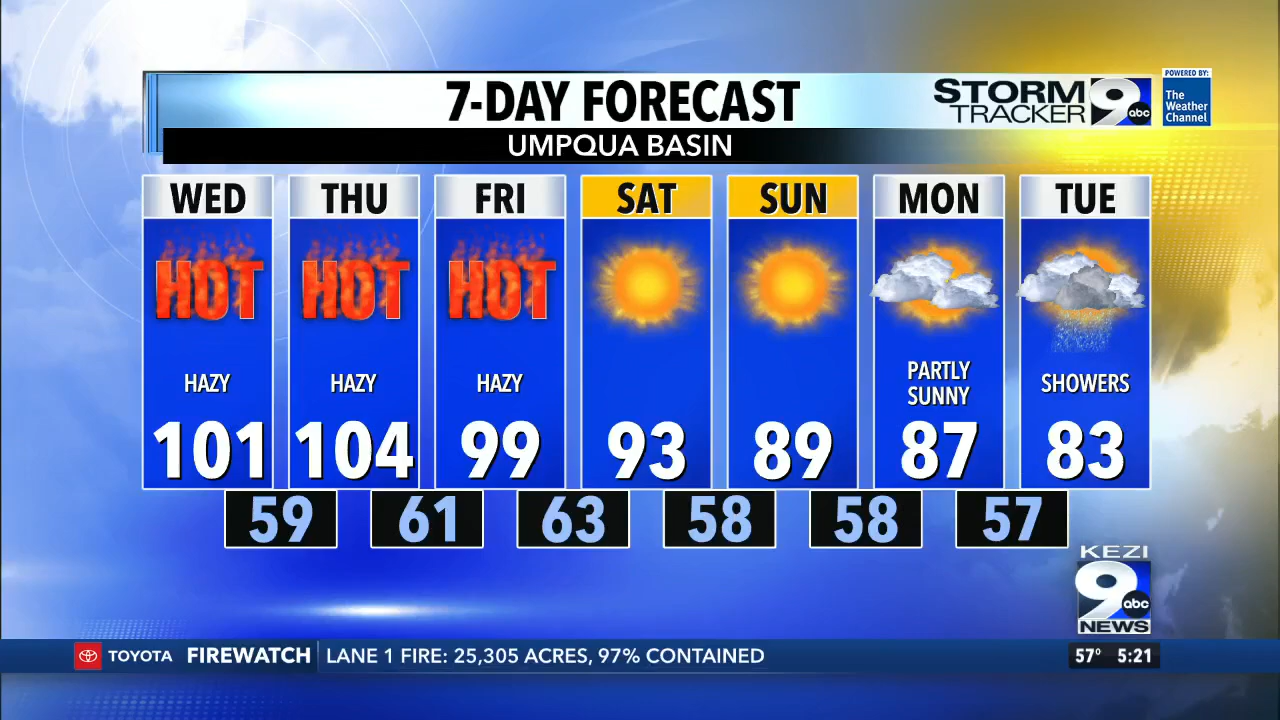 7-DAY FORECAST
UMPQUA BASIN
STORM
TRACKER
9
abc
POWERED BY:
The
Weather
Channel
WED THU FRI SAT SUN MON TUE
HOT HOT HOT
HAZY HAZY HAZY PARTLY SUNNY SHOWERS
101 104 99 93 89 87 83
59 61 63 58 58 57
KEZI
9
abc
NEWS
TOYOTA FIREWATCH LANE 1 FIRE: 25,305 ACRES, 97% CONTAINED
57° 5:21